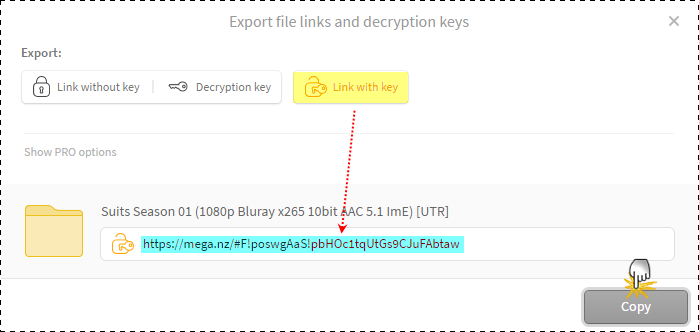 Export file links and decryption keys
Export:
Link without key
Decryption key
Link with key
Show PRO options
Suits Season 01 (1080p Bluray x265 10bit AAC 5.1 ImE) [UTR]
https://mega.nz/#F!poswgAaS!pbHOc1tqUtGs9CJuFAbtaw
Copy